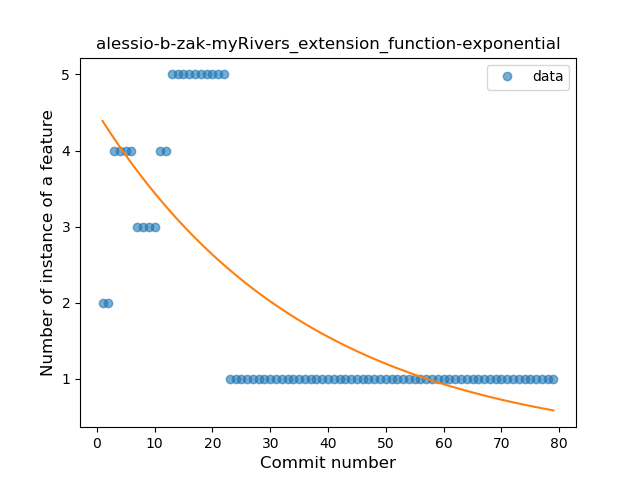 alessio-b-zak-myRivers_extension_function-exponential
data
Number of instance of a feature
5
4
3
2
1
0 10 20 30 40 50 60 70 80
Commit number